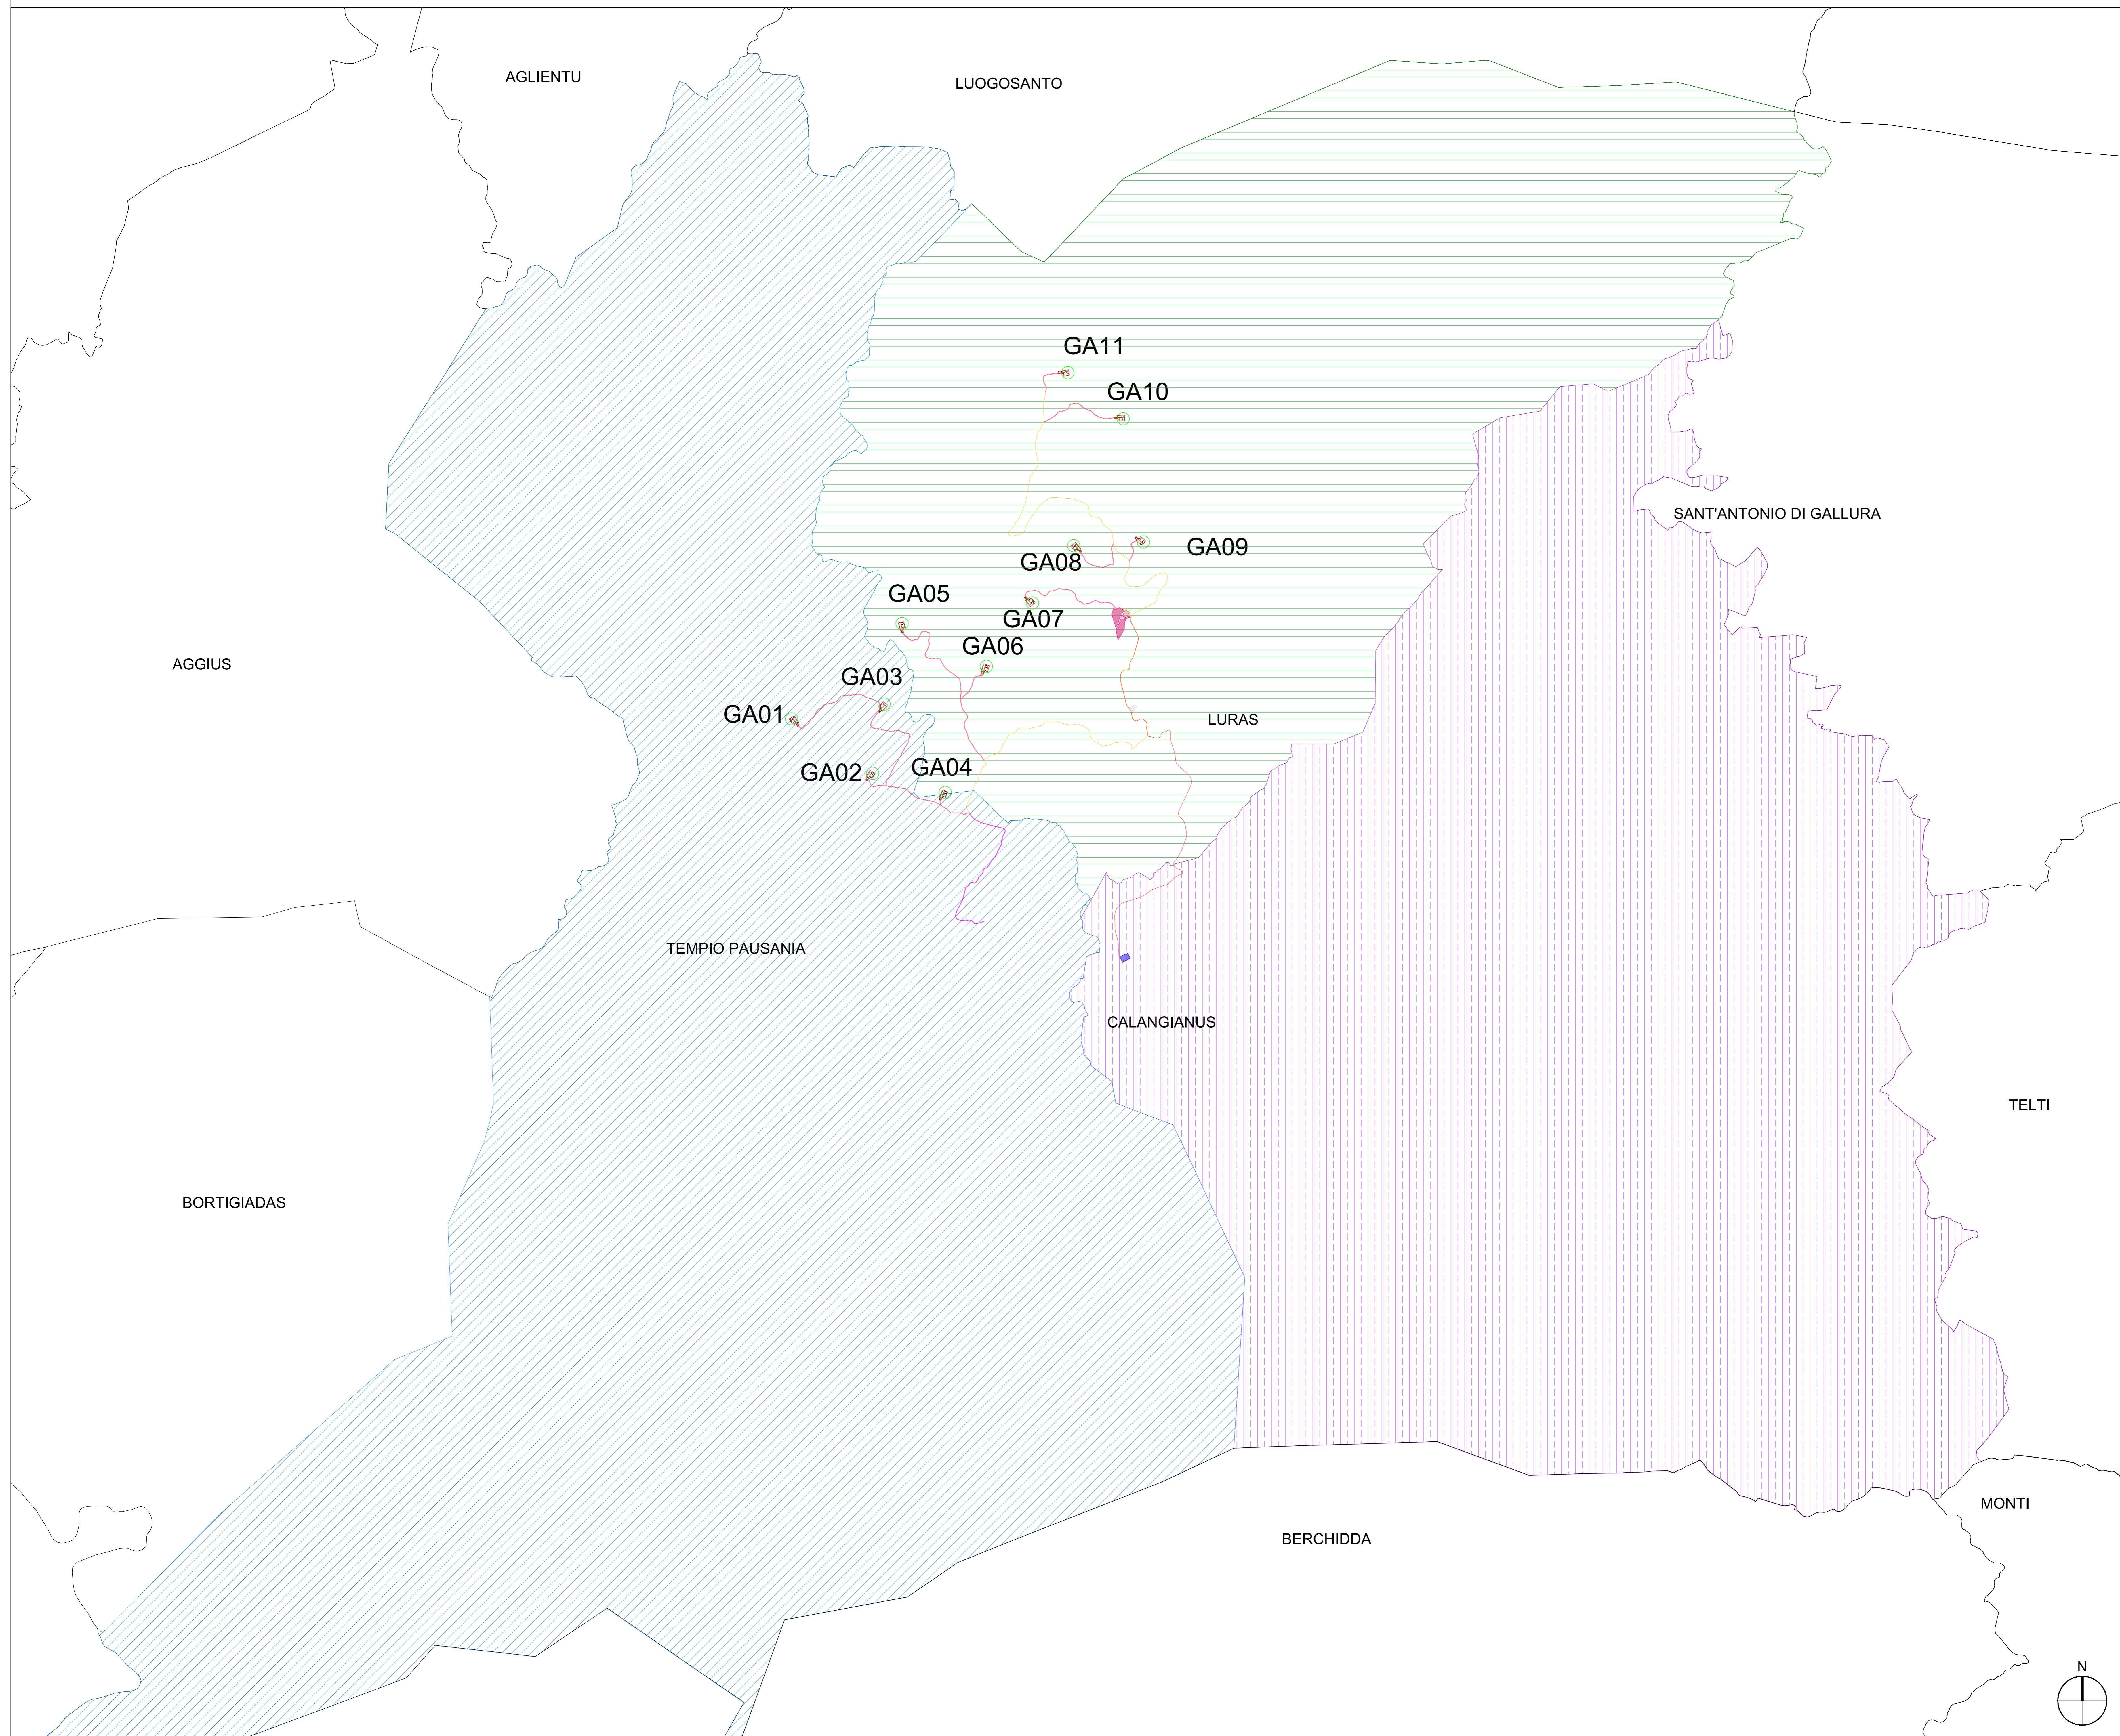 AGLIENTU
LUOGOSANTO
GA11
GA10
SANT'ANTONIO DI GALLURA
GA09
GA08
GA05
GA07
GA06
AGGIUS
GA03
GA01
LURAS
GA02
GA04
TEMPIO PAUSANIA
CALANGIANUS
TELTI
BORTIGIADAS
MONTI
BERCHIDDA
N